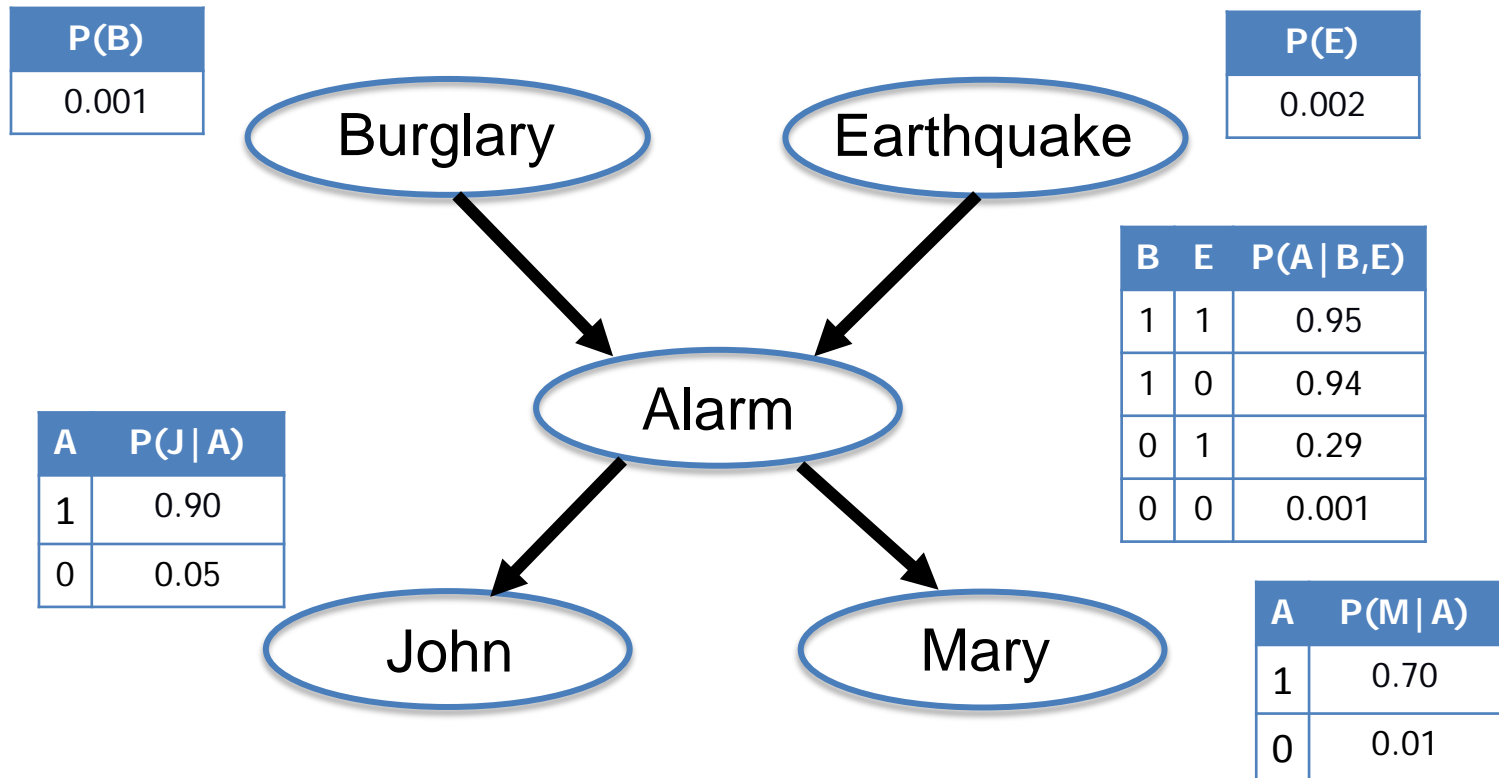 P(B)
0.001
P(E)
0.002
Burglary
Earthquake
B E P(A|B,E)
1 1 0.95
1 0 0.94
0 1 0.29
0 0 0.001
Alarm
A P(J|A)
1 0.90
0 0.05
John
Mary
A P(M|A)
1 0.70
0 0.01